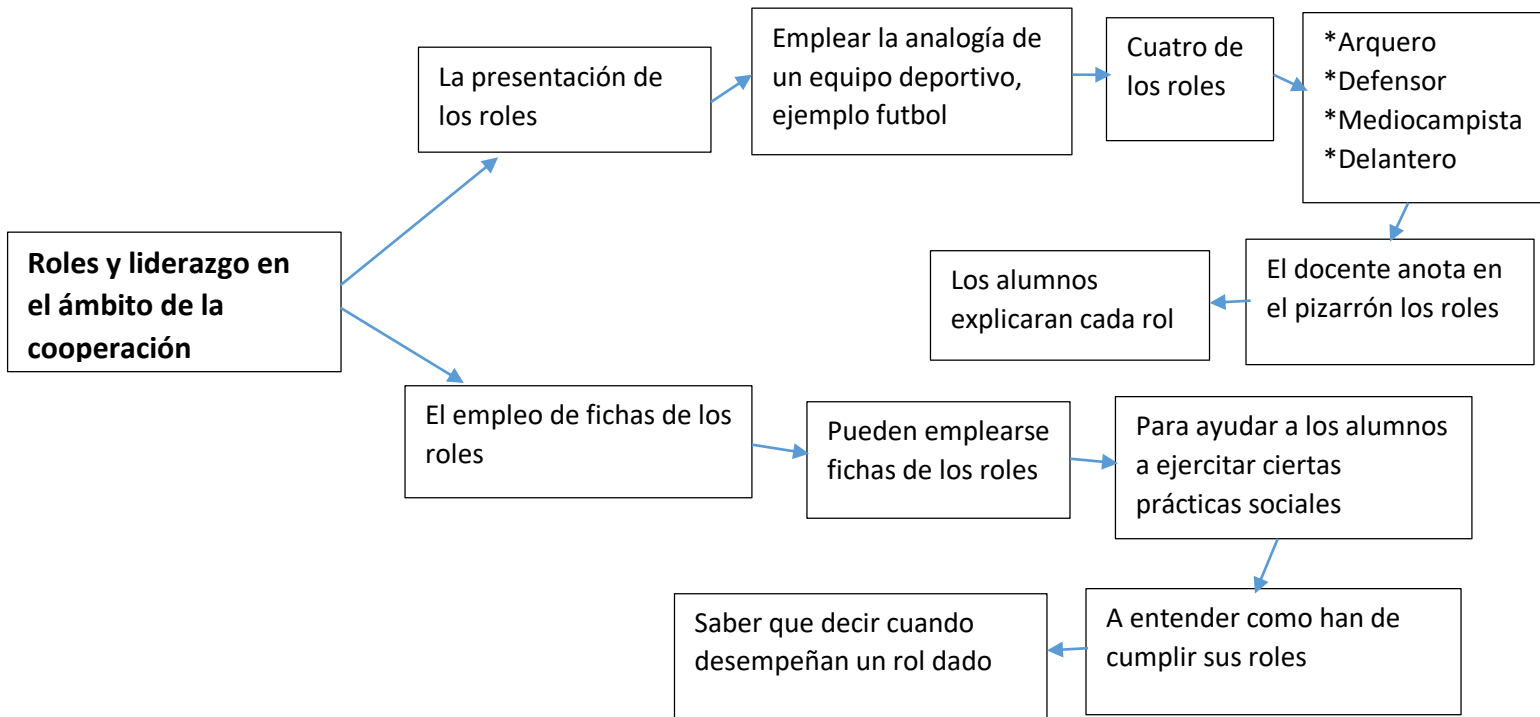 Roles y liderazgo en
el ámbito de la
cooperación
La presentación de
los roles
Emplear la analogía de
un equipo deportivo,
ejemplo futbol
Cuatro de
los roles
*Arquero
*Defensor
*Mediocampista
*Delantero
El docente anota en
el pizarrón los roles
Los alumnos
explicaran cada rol
El empleo de fichas de los
roles
Pueden emplearse
fichas de los roles
Para ayudar a los alumnos
a ejercitar ciertas
prácticas sociales
A entender como han de
cumplir sus roles
Saber que decir cuando
desempeñan un rol dado